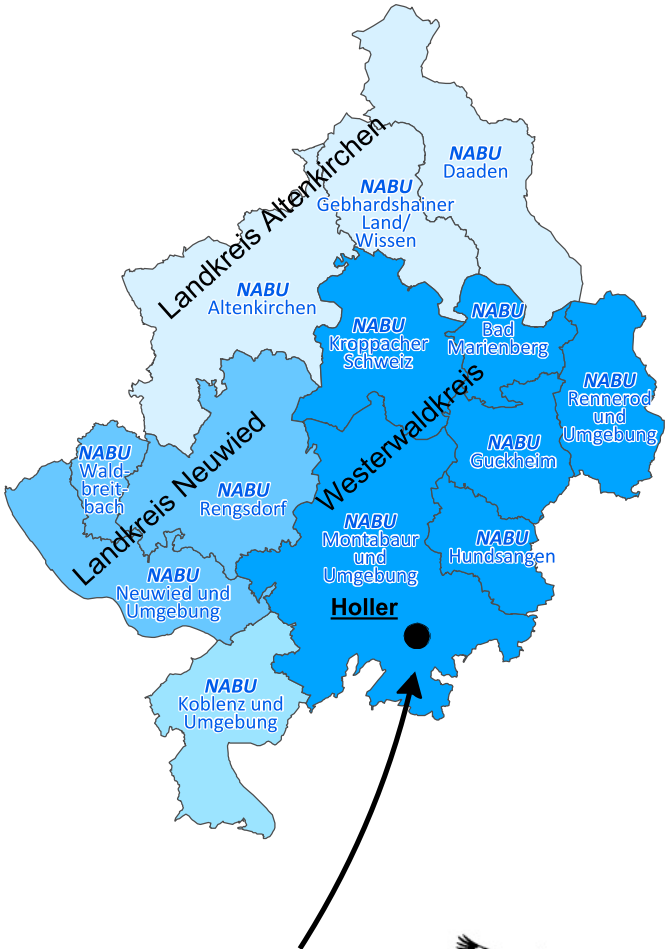 NABU
Daaden
NABU
Gebhardshainer
Land/
Wissen
Landkreis Altenkirchen
NABU
Altenkirchen
NABU
Kroppacher
Schweiz
NABU
Bad
Marienberg
NABU
Rennerod
und
Umgebung
Westerwaldkreis
NABU
Guckheim
NABU
Wald-
breit-
bach
Landkreis Neuwied
NABU
Rengsdorf
NABU
Montabaur
und
Umgebung
NABU
Hundsangen
NABU
Neuwied und
Umgebung
Holler
NABU
Koblenz und
Umgebung